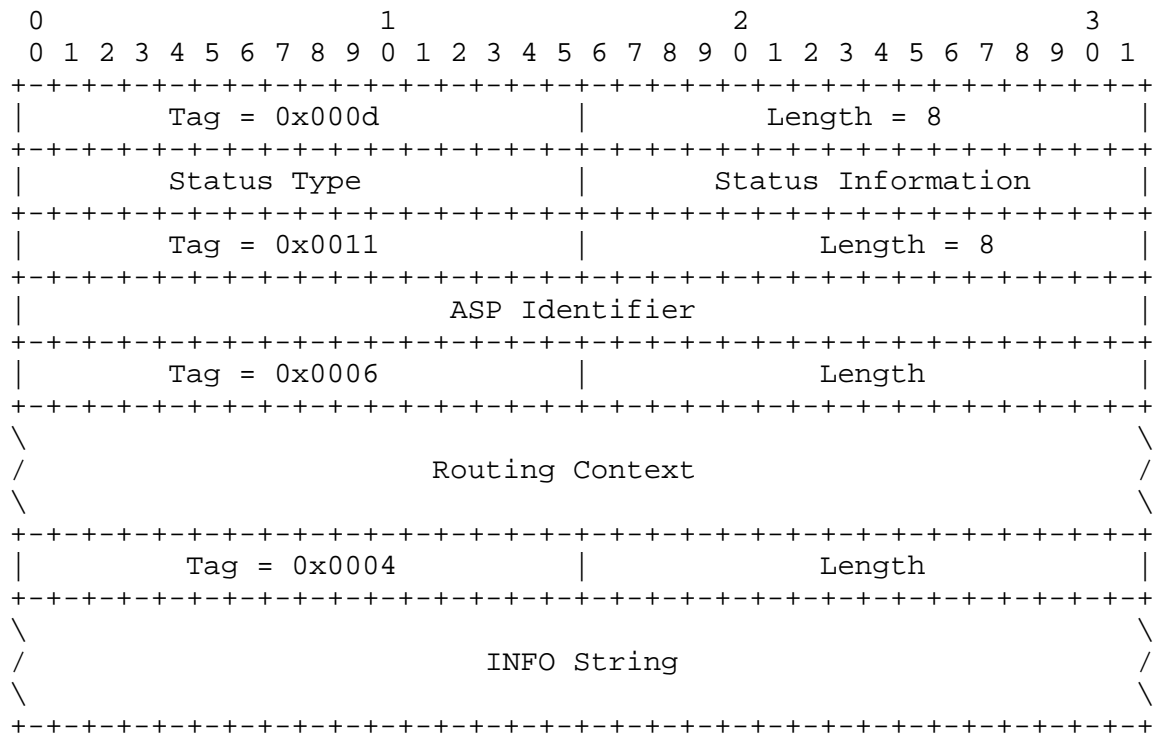 0                   1                   2                   3
 0 1 2 3 4 5 6 7 8 9 0 1 2 3 4 5 6 7 8 9 0 1 2 3 4 5 6 7 8 9 0 1
+-+-+-+-+-+-+-+-+-+-+-+-+-+-+-+-+-+-+-+-+-+-+-+-+-+-+-+-+-+-+-+-+
|        Tag = 0x000d           |          Length = 8           |
+-+-+-+-+-+-+-+-+-+-+-+-+-+-+-+-+-+-+-+-+-+-+-+-+-+-+-+-+-+-+-+-+
|        Status Type            |       Status Information      |
+-+-+-+-+-+-+-+-+-+-+-+-+-+-+-+-+-+-+-+-+-+-+-+-+-+-+-+-+-+-+-+-+
|        Tag = 0x0011           |             Length = 8        |
+-+-+-+-+-+-+-+-+-+-+-+-+-+-+-+-+-+-+-+-+-+-+-+-+-+-+-+-+-+-+-+-+
|                        ASP Identifier                         |
+-+-+-+-+-+-+-+-+-+-+-+-+-+-+-+-+-+-+-+-+-+-+-+-+-+-+-+-+-+-+-+-+
|        Tag = 0x0006           |             Length            |
+-+-+-+-+-+-+-+-+-+-+-+-+-+-+-+-+-+-+-+-+-+-+-+-+-+-+-+-+-+-+-+-+
\                                                               \
/                       Routing Context                         /
\                                                               \
+-+-+-+-+-+-+-+-+-+-+-+-+-+-+-+-+-+-+-+-+-+-+-+-+-+-+-+-+-+-+-+-+
|         Tag = 0x0004          |             Length            |
+-+-+-+-+-+-+-+-+-+-+-+-+-+-+-+-+-+-+-+-+-+-+-+-+-+-+-+-+-+-+-+-+
\                                                               \
/                          INFO String                          /
\                                                               \
+-+-+-+-+-+-+-+-+-+-+-+-+-+-+-+-+-+-+-+-+-+-+-+-+-+-+-+-+-+-+-+-+